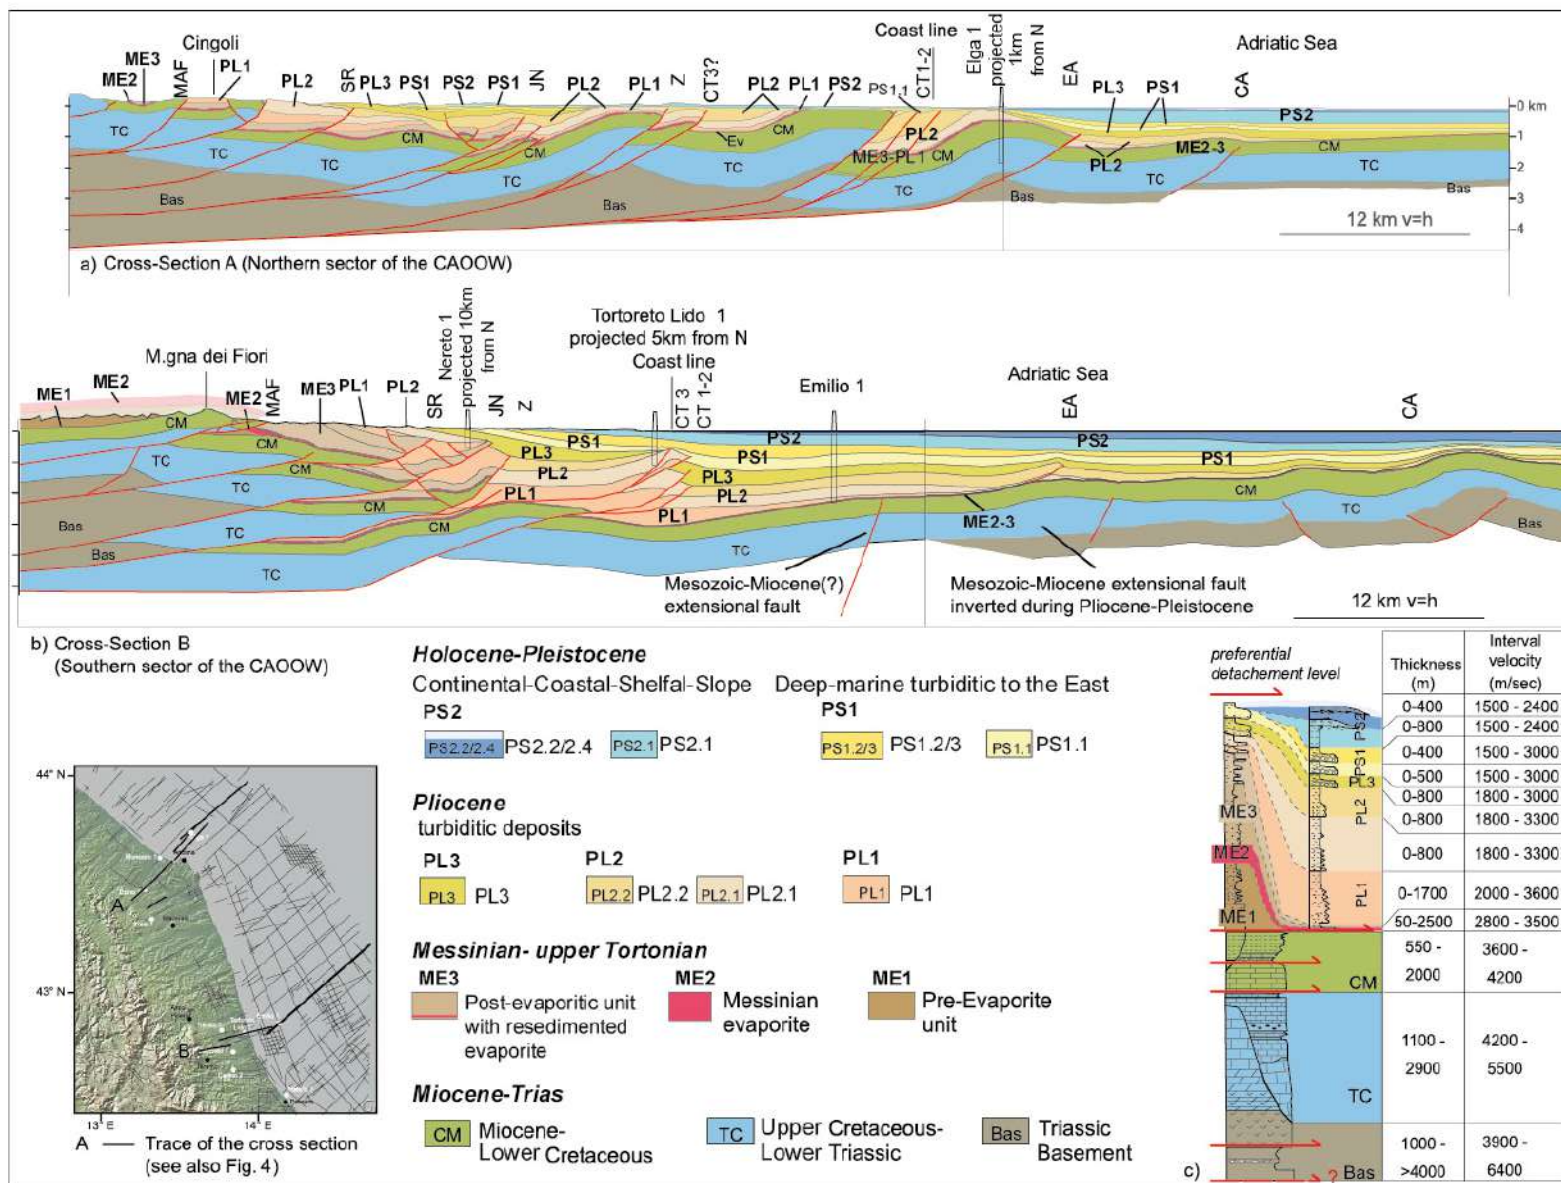 Cingoli
Coast line
Elga 1
projected
1km
from N
Adriatic Sea
ME2
ME3
MAF
PL1
PL2
SR
PL3
PS1
PS2
PS1
JN
PL2
PL1
Z
CT3?
PL2
PL1
PS2
PS1.1
CT1-2
EA
PL3
PS1
CA
PS2
0 km
1
2
3
4
TC
TC
TC
CM
CM
TC
Ev
TC
CM
PL2
ME3-PL1
CM
TC
PL2
ME2-3
CM
TC
TC
Bas
Bas
Bas
Bas
12 km v=h
a) Cross-Section A (Northern sector of the CAOOW)
M.gna dei Fiori
Nereto 1
projected 10km
from N
Tortoreto Lido 1
projected 5km from N
Coast line
Emilio 1
Adriatic Sea
ME1
ME2
ME2
MAF
ME3
PL1
PL2
SR
JN
Z
CT 3
CT 1-2
EA
CA
CM
CM
CM
CM
CM
CM
TC
TC
TC
TC
TC
TC
Bas
Bas
Bas
PS1
PL3
PL2
PL1
PS2
PS1
PL3
PL2
PL1
PS2
PS1
ME2-3
Mesozoic-Miocene(?)
extensional fault
Mesozoic-Miocene extensional fault
inverted during Pliocene-Pleistocene
12 km v=h
b) Cross-Section B
(Southern sector of the CAOOW)
44° N
43° N
13° E
14 E
A
B
A — Trace of the cross section
(see also Fig. 4)
Holocene-Pleistocene
Continental-Coastal-Shelfal-Slope Deep-marine turbiditic to the East
PS2 PS1
PS2.2/2.4 PS2.2/2.4 PS2.1 PS2.1 PS1.2/3 PS1.2/3 PS1.1 PS1.1
Pliocene
turbiditic deposits
PL3 PL2 PL1
PL3 PL3 PL2.2 PL2.2 PL2.1 PL2.1 PL1 PL1
Messinian- upper Tortonian
ME3 ME2 ME1
Post-evaporitic unit
with resedimented
evaporite
Messinian
evaporite
Pre-Evaporite
unit
Miocene-Trias
CM Miocene-
Lower Cretaceous
TC Upper Cretaceous-
Lower Triassic
Bas Triassic
Basement
preferential
detachement level
Thickness
(m)
Interval
velocity
(m/sec)
0-400 1500 - 2400
0-800 1500 - 2400
0-400 1500 - 3000
0-500 1500 - 3000
0-800 1800 - 3000
0-800 1800 - 3300
0-800 1800 - 3300
0-1700 2000 - 3600
50-2500 2800 - 3500
550 - 3600 -
2000 4200
1100 - 4200 -
2900 5500
1000 - 3900 -
>4000 6400
PS2
PS1
PL3
PL2
PL1
ME3
ME2
ME1
CM
TC
Bas
?
c)